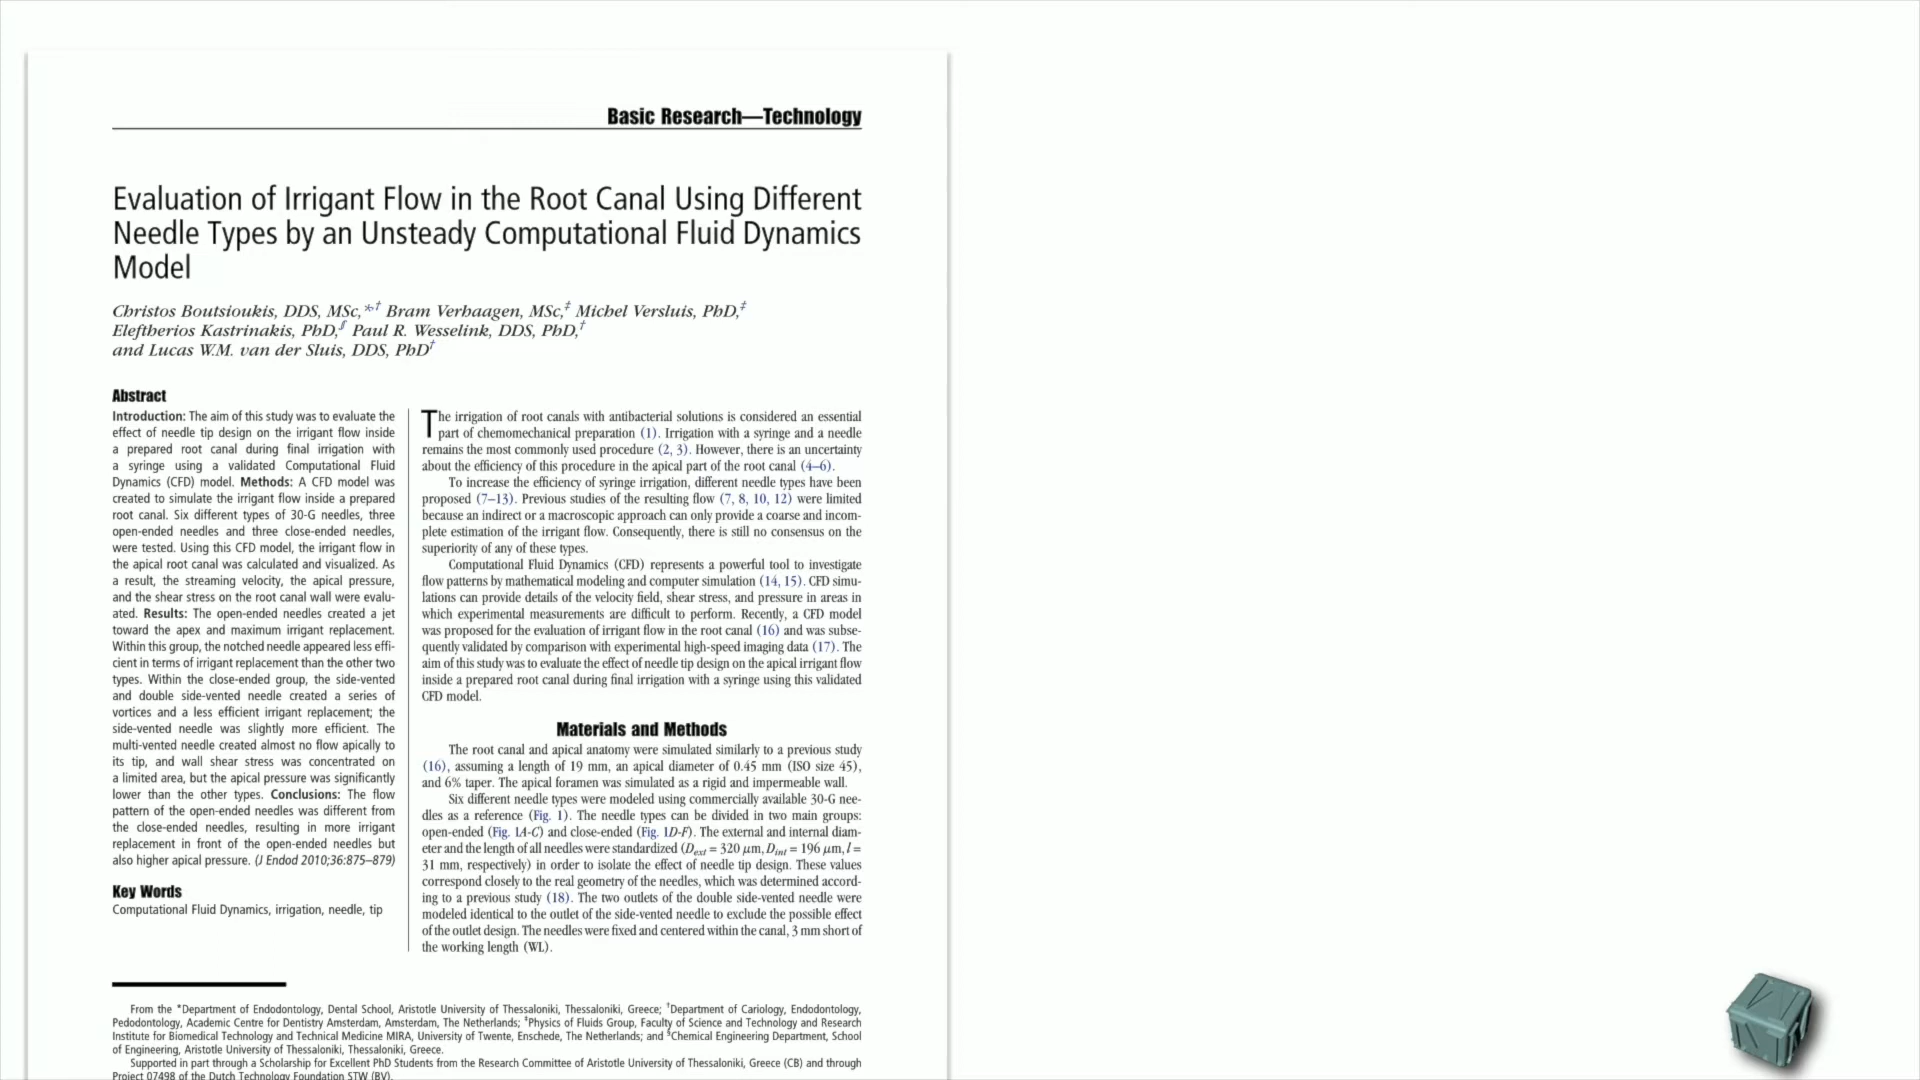 Basic Research—Technology
Evaluation of Irrigant Flow in the Root Canal Using Different
Needle Types by an Unsteady Computational Fluid Dynamics
Model
Christos Boutsioukis, DDS, MSc,*† Bram Verhaagen, MSc,‡ Michel Versluis, PhD,‡
Eleftherios Kastrinakis, PhD,§ Paul R. Wesselink, DDS, PhD,†
and Lucas W.M. van der Sluis, DDS, PhD†
Abstract
Introduction: The aim of this study was to evaluate the
effect of needle tip design on the irrigant flow inside
a prepared root canal during final irrigation with
a syringe using a validated Computational Fluid
Dynamics (CFD) model. Methods: A CFD model was
created to simulate the irrigant flow inside a prepared
root canal. Six different types of 30-G needles, three
open-ended needles and three close-ended needles,
were tested. Using this CFD model, the irrigant flow in
the apical root canal was calculated and visualized. As
a result, the streaming velocity, the apical pressure,
and the shear stress on the root canal wall were evalu-
ated. Results: The open-ended needles created a jet
toward the apex and maximum irrigant replacement.
Within this group, the notched needle appeared less effi-
cient in terms of irrigant replacement than the other two
types. Within the close-ended group, the side-vented
and double side-vented needle created a series of
vortices and a less efficient irrigant replacement; the
side-vented needle was slightly more efficient. The
multi-vented needle created almost no flow apically to
its tip, and wall shear stress was concentrated on
a limited area, but the apical pressure was significantly
lower than the other types. Conclusions: The flow
pattern of the open-ended needles was different from
the close-ended needles, resulting in more irrigant
replacement in front of the open-ended needles but
also higher apical pressure. (J Endod 2010;36:875–879)
Key Words
Computational Fluid Dynamics, irrigation, needle, tip
The irrigation of root canals with antibacterial solutions is considered an essential
part of chemomechanical preparation (1). Irrigation with a syringe and a needle
remains the most commonly used procedure (2, 3). However, there is an uncertainty
about the efficiency of this procedure in the apical part of the root canal (4–6).
To increase the efficiency of syringe irrigation, different needle types have been
proposed (7–13). Previous studies of the resulting flow (7, 8, 10, 12) were limited
because an indirect or a macroscopic approach can only provide a coarse and incom-
plete estimation of the irrigant flow. Consequently, there is still no consensus on the
superiority of any of these types.
Computational Fluid Dynamics (CFD) represents a powerful tool to investigate
flow patterns by mathematical modeling and computer simulation (14, 15). CFD simu-
lations can provide details of the velocity field, shear stress, and pressure in areas in
which experimental measurements are difficult to perform. Recently, a CFD model
was proposed for the evaluation of irrigant flow in the root canal (16) and was subse-
quently validated by comparison with experimental high-speed imaging data (17). The
aim of this study was to evaluate the effect of needle tip design on the apical irrigant flow
inside a prepared root canal during final irrigation with a syringe using this validated
CFD model.
Materials and Methods
The root canal and apical anatomy were simulated similarly to a previous study
(16), assuming a length of 19 mm, an apical diameter of 0.45 mm (ISO size 45),
and 6% taper. The apical foramen was simulated as a rigid and impermeable wall.
Six different needle types were modeled using commercially available 30-G nee-
dles as a reference (Fig. 1). The needle types can be divided in two main groups:
open-ended (Fig. 1A-C) and close-ended (Fig. 1D-F). The external and internal diam-
eter and the length of all needles were standardized (Dext = 320 μm, Dint = 196 μm, l =
31 mm, respectively) in order to isolate the effect of needle tip design. These values
correspond closely to the real geometry of the needles, which was determined accord-
ing to a previous study (18). The two outlets of the double side-vented needle were
modeled identical to the outlet of the side-vented needle to exclude the possible effect
of the outlet design. The needles were fixed and centered within the canal, 3 mm short of
the working length (WL).
From the *Department of Endodontology, Dental School, Aristotle University of Thessaloniki, Thessaloniki, Greece; †Department of Cariology, Endodontology,
Pedodontology, Academic Centre for Dentistry Amsterdam, Amsterdam, The Netherlands; ‡Physics of Fluids Group, Faculty of Science and Technology and Research
Institute for Biomedical Technology and Technical Medicine MIRA, University of Twente, Enschede, The Netherlands; and §Chemical Engineering Department, School
of Engineering, Aristotle University of Thessaloniki, Thessaloniki, Greece.
Supported in part through a Scholarship for Excellent PhD Students from the Research Committee of Aristotle University of Thessaloniki, Greece (CB) and through
Project 07498 of the Dutch Technology Foundation STW (BV).